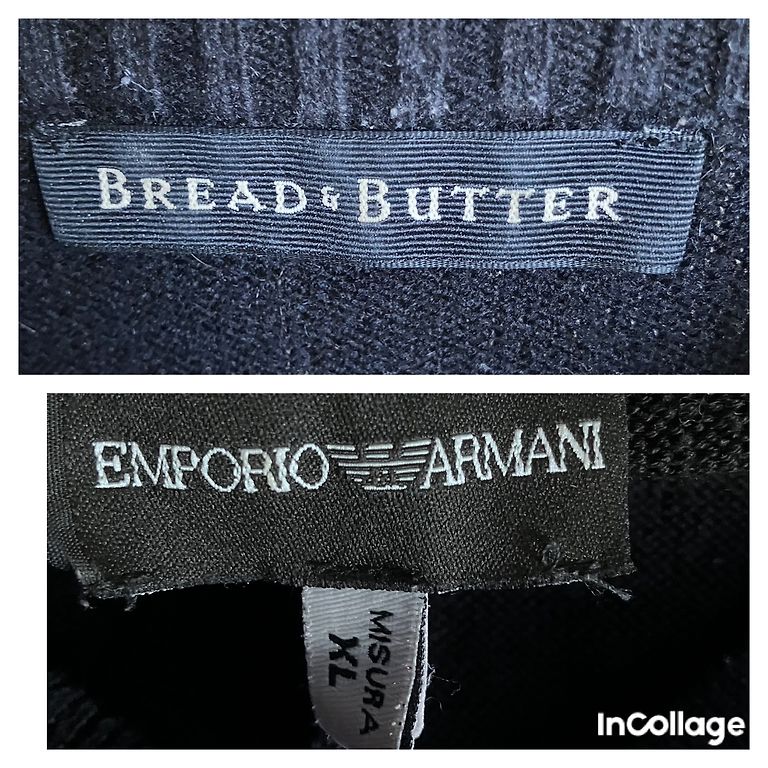 BREAD & BUTTER
EMPORIO ARMANI
MISURA
XL
InCollage